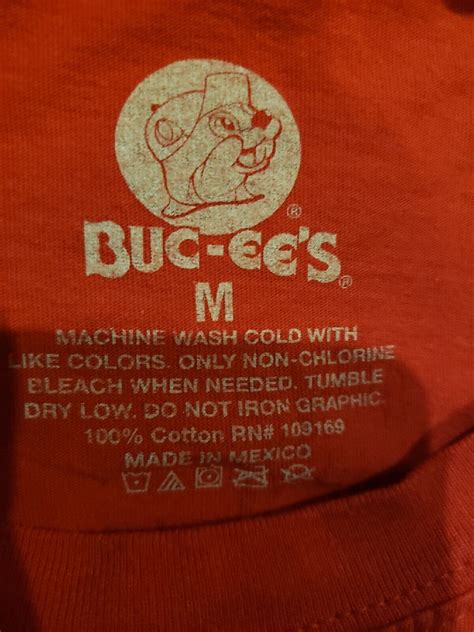 ®
BUC-EE'S®
M
MACHINE WASH COLD WITH
LIKE COLORS. ONLY NON-CHLORINE
BLEACH WHEN NEEDED. TUMBLE
DRY LOW. DO NOT IRON GRAPHIC.
100% Cotton RN# 109169
MADE IN MEXICO